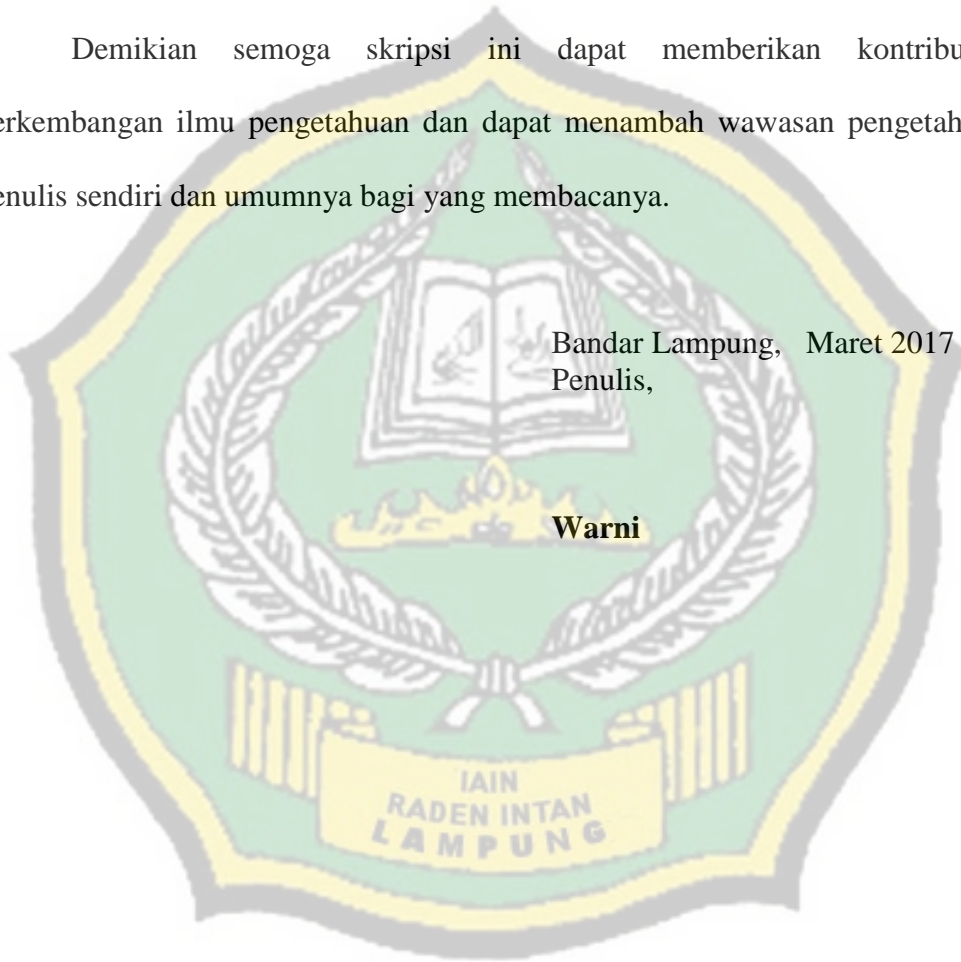 Demikian semoga skripsi ini dapat memberikan kontribu
erkembangan ilmu pengetahuan dan dapat menambah wawasan pengetah
enulis sendiri dan umumnya bagi yang membacanya.
Bandar Lampung, Maret 2017
Penulis,
Warni
IAIN
RADEN INTAN
LAMPUNG